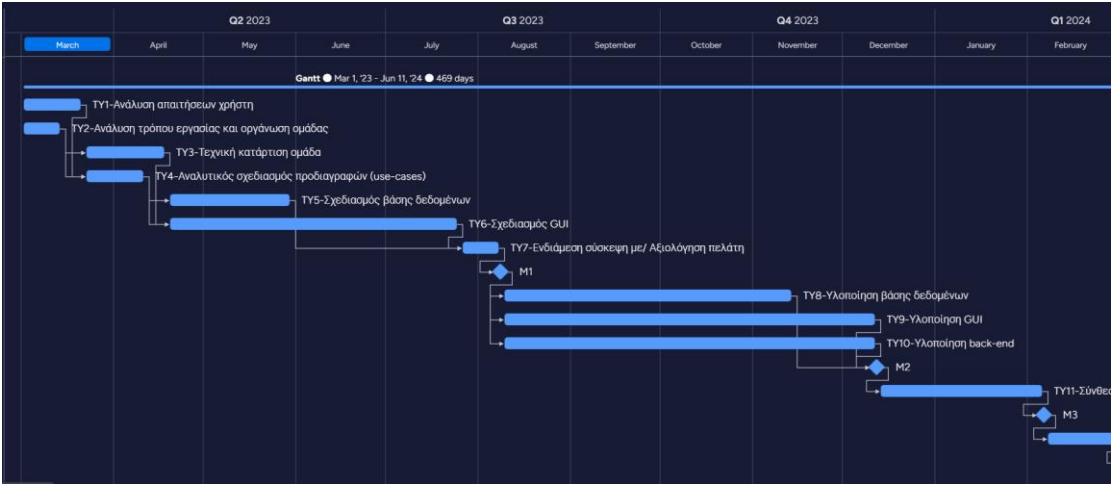 Q2 2023 Q3 2023 Q4 2023 Q1 2024
March April May June July August September October November December January February
Gantt ● Mar 1, '23 - Jun 11, '24 ● 469 days
ΤΥ1-Ανάλυση απαιτήσεων χρήστη
ΤΥ2-Ανάλυση τρόπου εργασίας και οργάνωση ομάδας
ΤΥ3-Τεχνική κατάρτιση ομάδα
ΤΥ4-Αναλυτικός σχεδιασμός προδιαγραφών (use-cases)
ΤΥ5-Σχεδιασμός βάσης δεδομένων
ΤΥ6-Σχεδιασμός GUI
ΤΥ7-Ενδιάμεση σύσκεψη με/ Αξιολόγηση πελάτη
M1
ΤΥ8-Υλοποίηση βάσης δεδομένων
ΤΥ9-Υλοποίηση GUI
ΤΥ10-Υλοποίηση back-end
M2
ΤΥ11-Σύνθεσ
M3